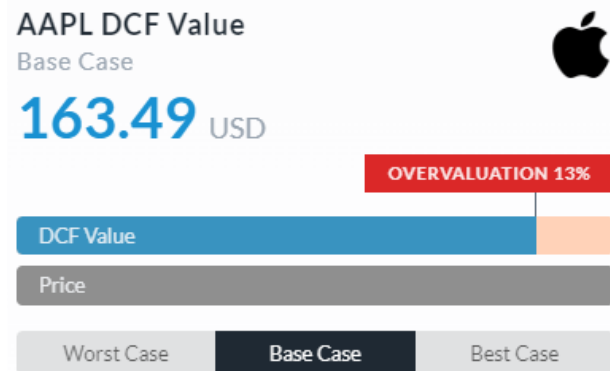 AAPL DCF Value
Base Case
163.49 USD
OVERVALUATION 13%
DCF Value
Price
Worst Case Base Case Best Case